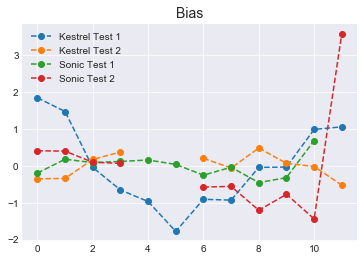 Bias
Kestrel Test 1
Kestrel Test 2
Sonic Test 1
Sonic Test 2
3
2
1
0
−1
−2
0
2
4
6
8
10